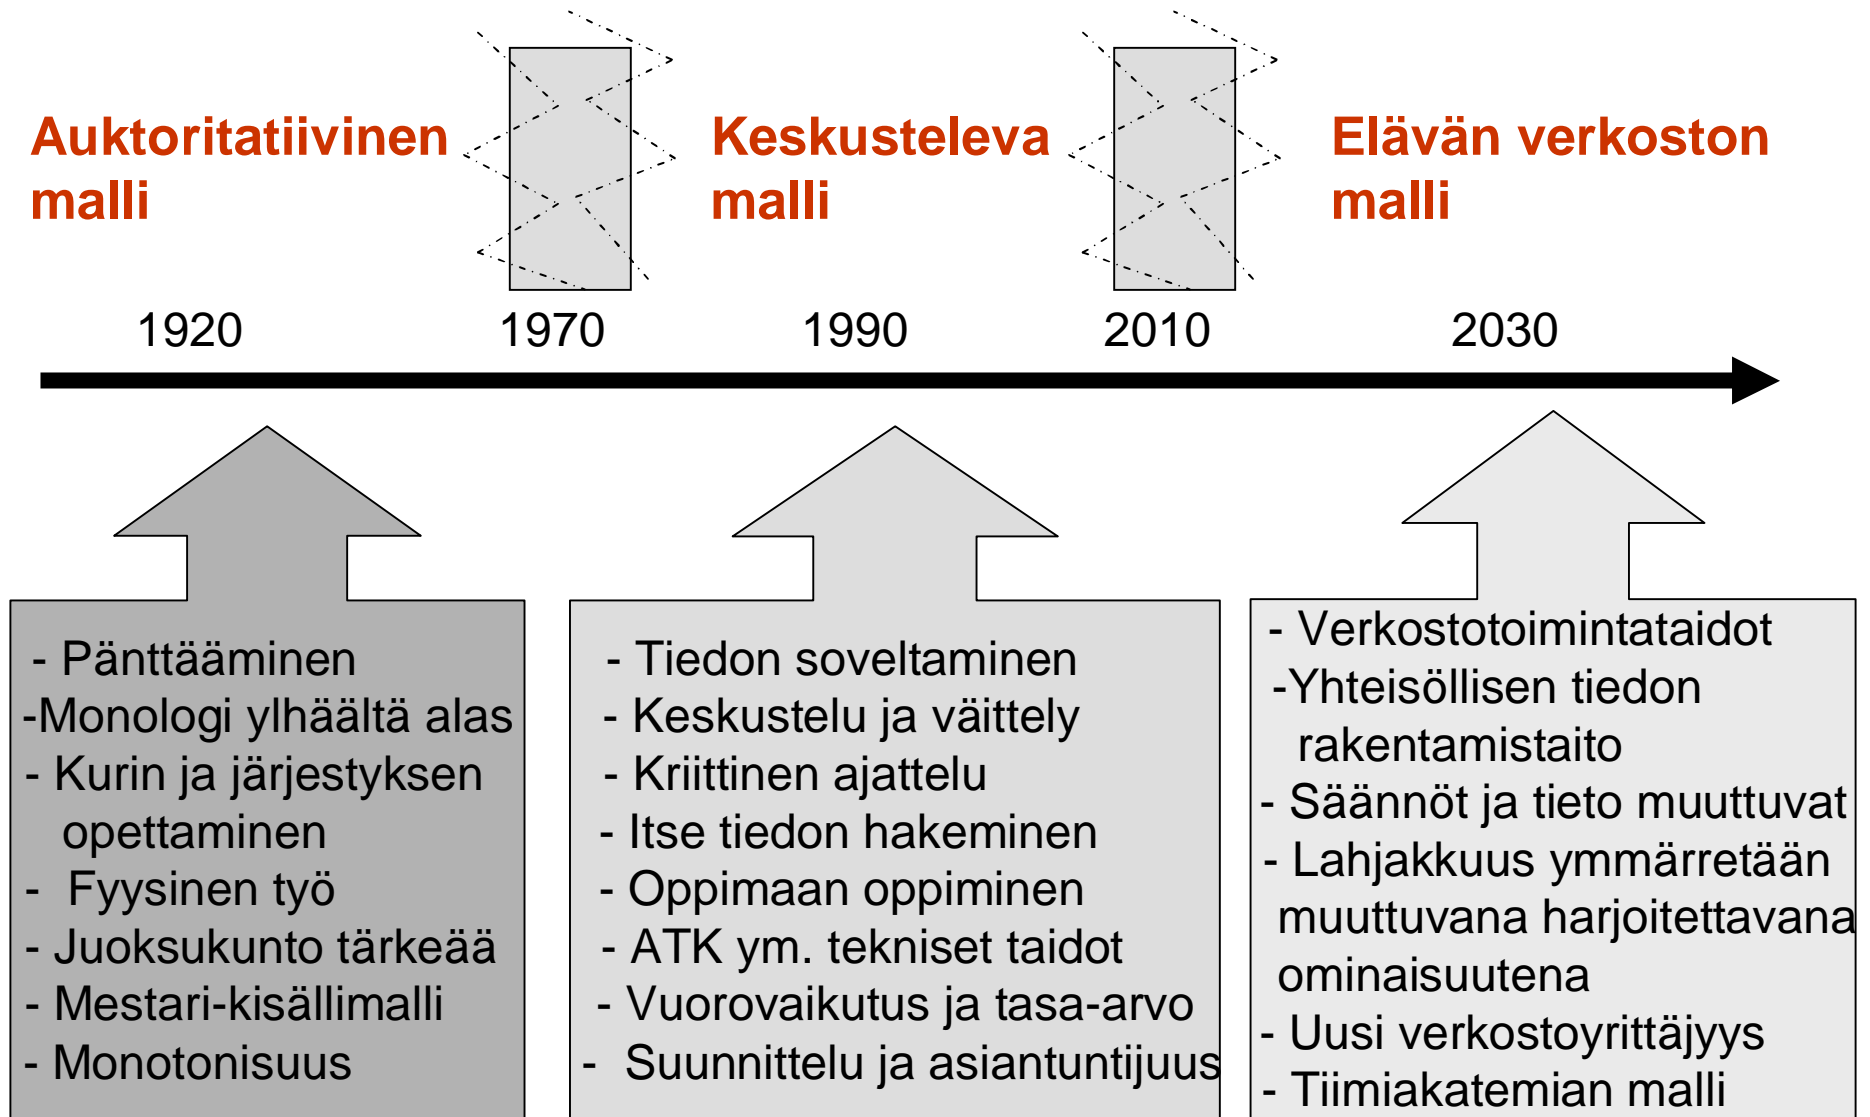 Auktoritatiivinen
malli
Keskusteleva
malli
Elävän verkoston
malli
1920
1970
1990
2010
2030
- Pänttääminen
-Monologi ylhäältä alas
- Kurin ja järjestyksen
opettaminen
- Fyysinen työ
- Juoksukunto tärkeää
- Mestari-kisällimalli
- Monotonisuus
- Tiedon soveltaminen
- Keskustelu ja väittely
- Kriittinen ajattelu
- Itse tiedon hakeminen
- Oppimaan oppiminen
- ATK ym. tekniset taidot
- Vuorovaikutus ja tasa-arvo
- Suunnittelu ja asiantuntijuus
- Verkostotoimintataidot
-Yhteisöllisen tiedon
rakentamistaito
- Säännöt ja tieto muuttuvat
- Lahjakkuus ymmärretään
muuttuvana harjoitettavana
ominaisuutena
- Uusi verkostoyrittäjyys
- Tiimiakatemian malli